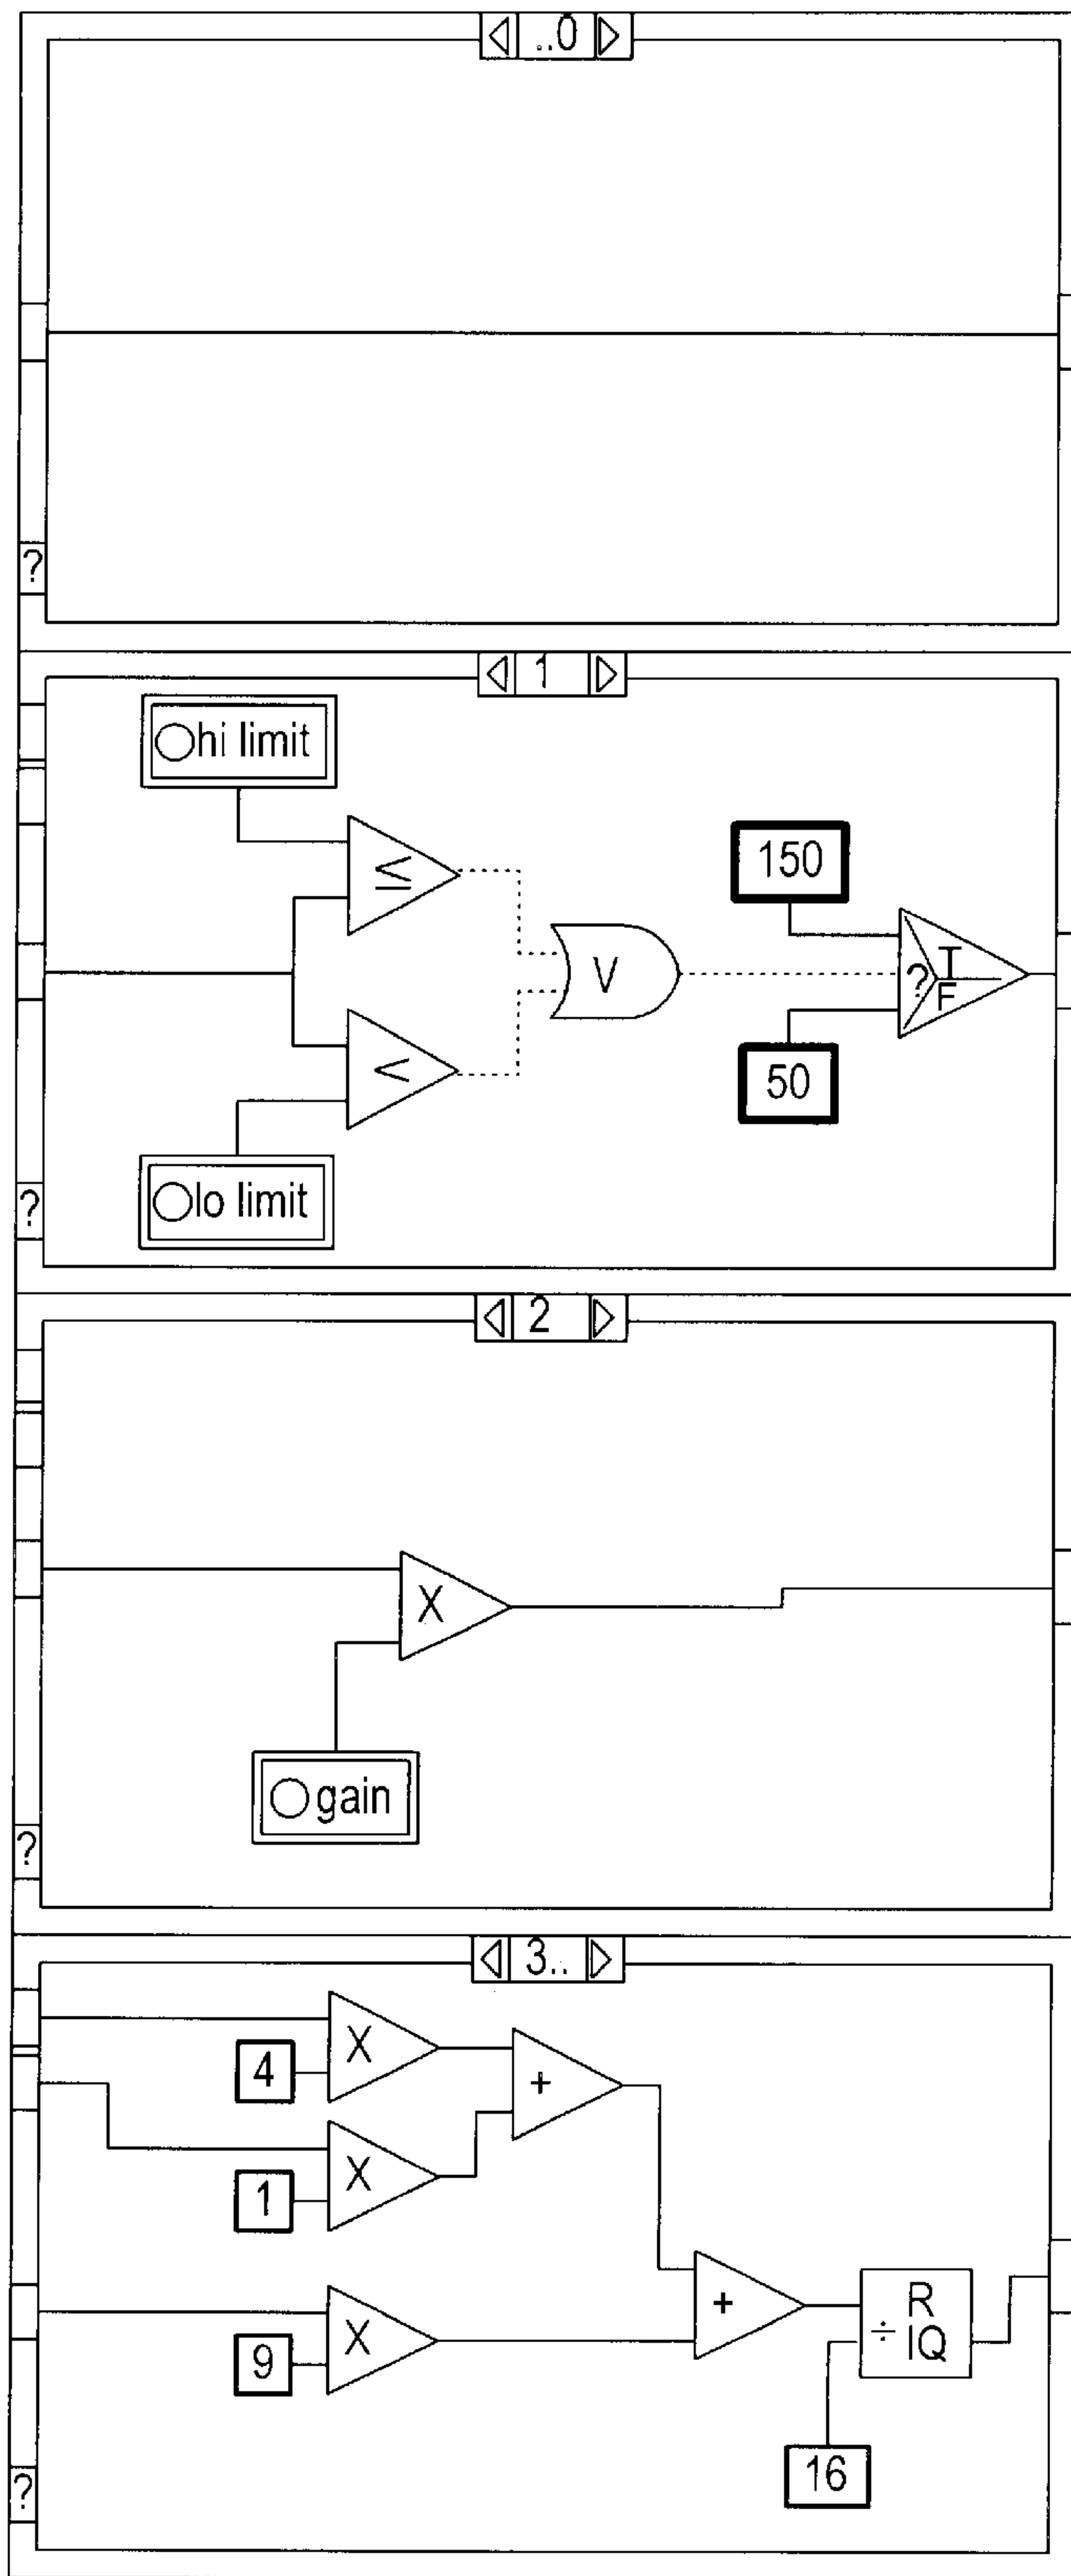 ..0
?
1
hi limit
≤
150
V
? T
F
<
50
lo limit
?
2
X
gain
?
3..
X
4
+
X
1
+
R
÷ IQ
X
9
16
?